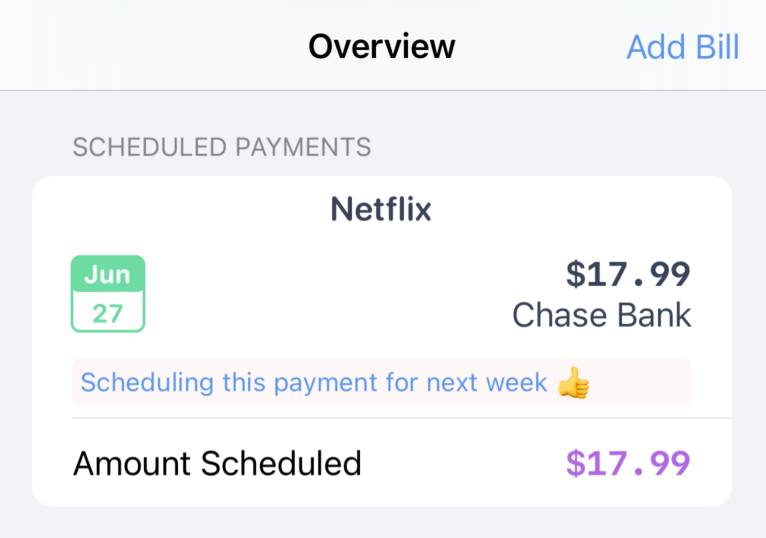 Overview
Add Bill
SCHEDULED PAYMENTS
Netflix
Jun
27
$17.99
Chase Bank
Scheduling this payment for next week 👍
Amount Scheduled
$17.99